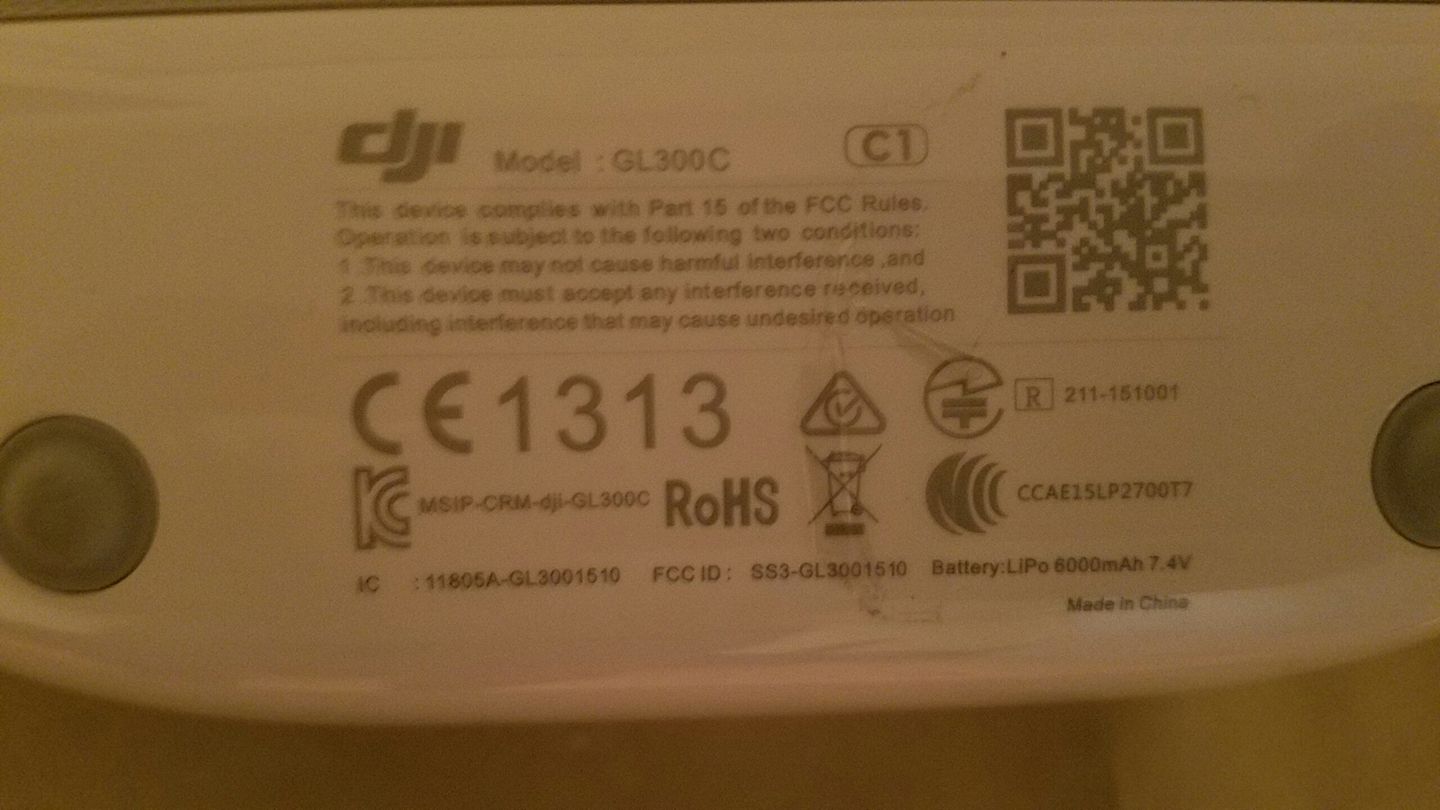 dji Model : GL300C C1
This device complies with Part 15 of the FCC Rules.
Operation is subject to the following two conditions:
1 .This device may not cause harmful interference ,and
2 .This device must accept any interference received,
including interference that may cause undesired operation
CE 1313
R 211-151001
KC MSIP-CRM-dji-GL300C RoHS
CCAE15LP2700T7
IC : 11805A-GL3001510 FCC ID : SS3-GL3001510 Battery:LiPo 6000mAh 7.4V
Made in China